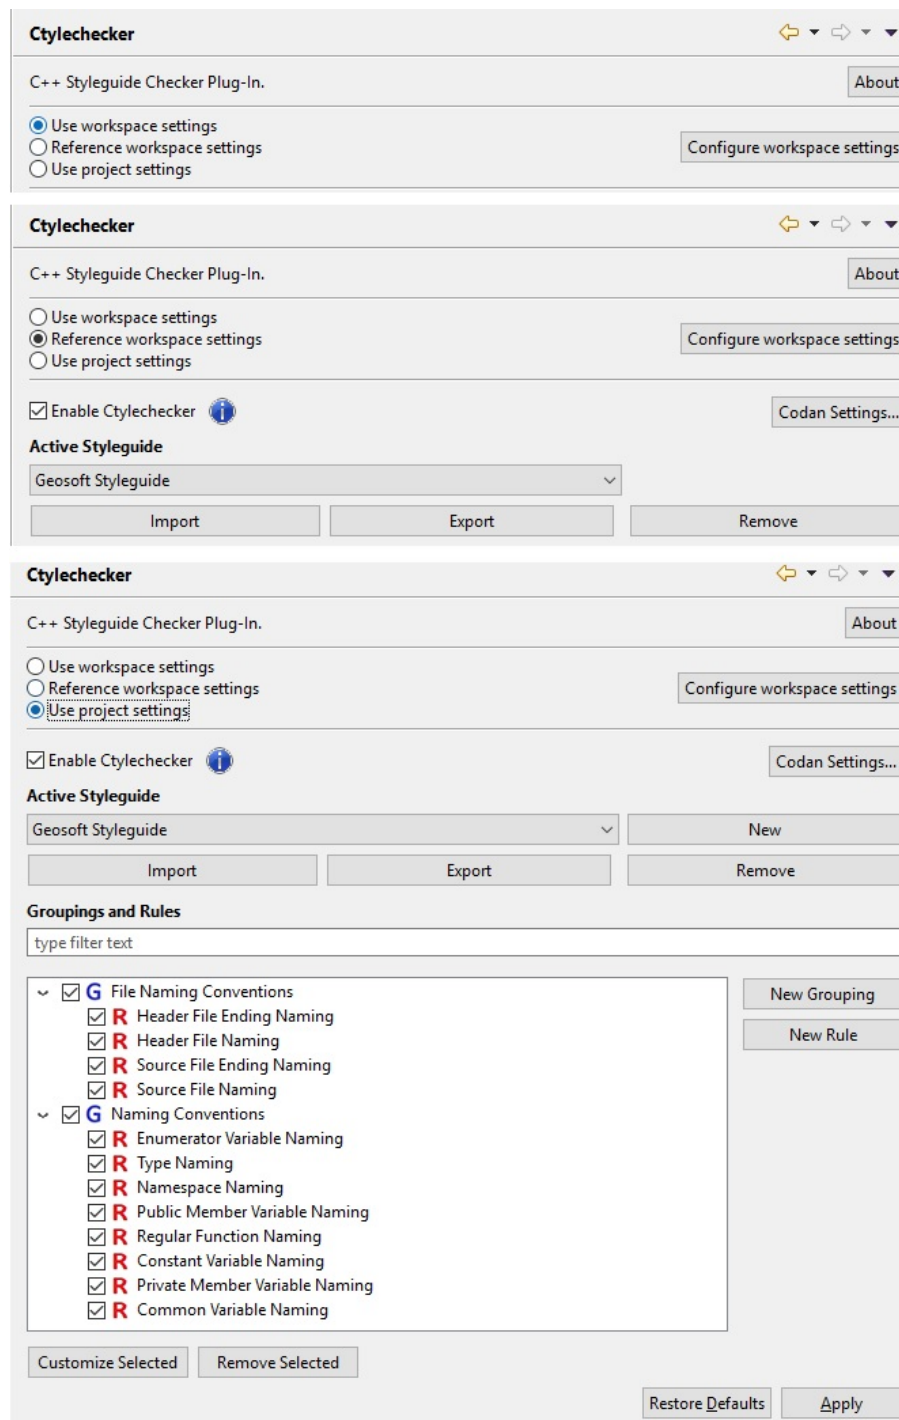 Ctylechecker
C++ Styleguide Checker Plug-In.
About
Use workspace settings
Reference workspace settings
Configure workspace settings
Use project settings
Ctylechecker
C++ Styleguide Checker Plug-In.
About
Use workspace settings
Reference workspace settings
Configure workspace settings
Use project settings
Enable Ctylechecker
Codan Settings...
Active Styleguide
Geosoft Styleguide
Import Export Remove
Ctylechecker
C++ Styleguide Checker Plug-In.
About
Use workspace settings
Reference workspace settings
Configure workspace settings
Use project settings
Enable Ctylechecker
Codan Settings...
Active Styleguide
Geosoft Styleguide
New
Import Export Remove
Groupings and Rules
type filter text
G File Naming Conventions
New Grouping
R Header File Ending Naming
R Header File Naming
New Rule
R Source File Ending Naming
R Source File Naming
G Naming Conventions
R Enumerator Variable Naming
R Type Naming
R Namespace Naming
R Public Member Variable Naming
R Regular Function Naming
R Constant Variable Naming
R Private Member Variable Naming
R Common Variable Naming
Customize Selected Remove Selected
Restore Defaults Apply